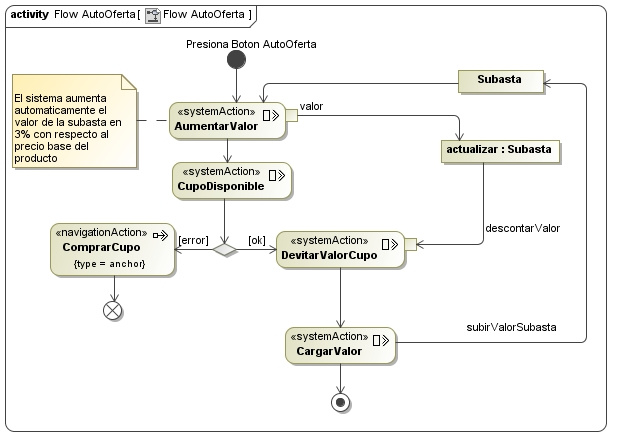 activity Flow AutoOferta[ Flow AutoOferta ]
Presiona Boton AutoOferta
Subasta
El sistema aumenta
automaticamente el
valor de la subasta en
3% con respecto al
precio base del
producto
«systemAction»
AumentarValor
valor
actualizar : Subasta
«systemAction»
CupoDisponible
descontarValor
«navigationAction»
ComprarCupo
{type = anchor}
[error]
[ok]
«systemAction»
DevitarValorCupo
subirValorSubasta
«systemAction»
CargarValor